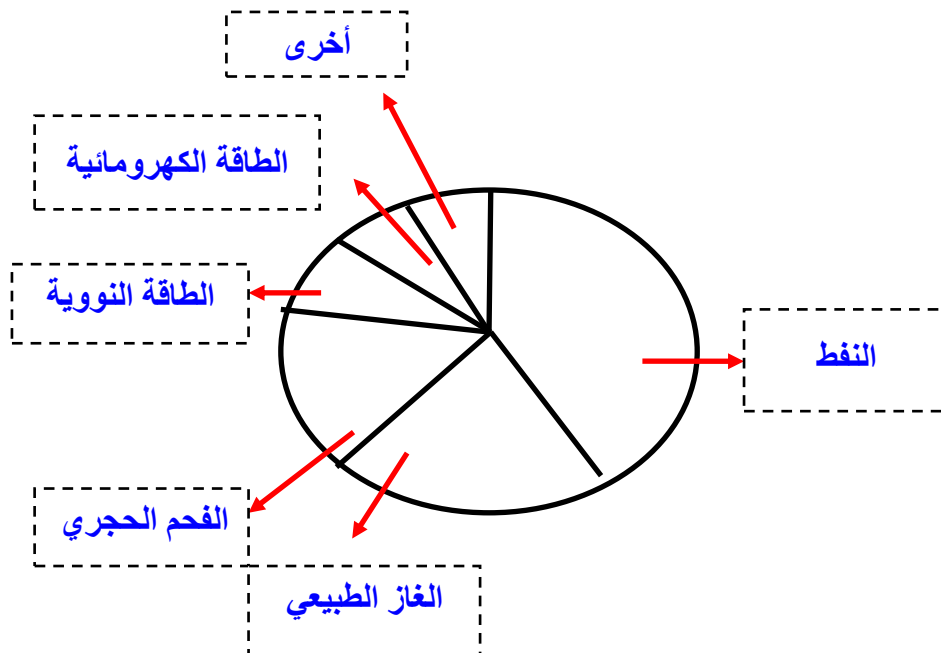 أخرى
الطاقة الكهرومائية
الطاقة النووية
النفط
الفحم الحجري
الغاز الطبيعي